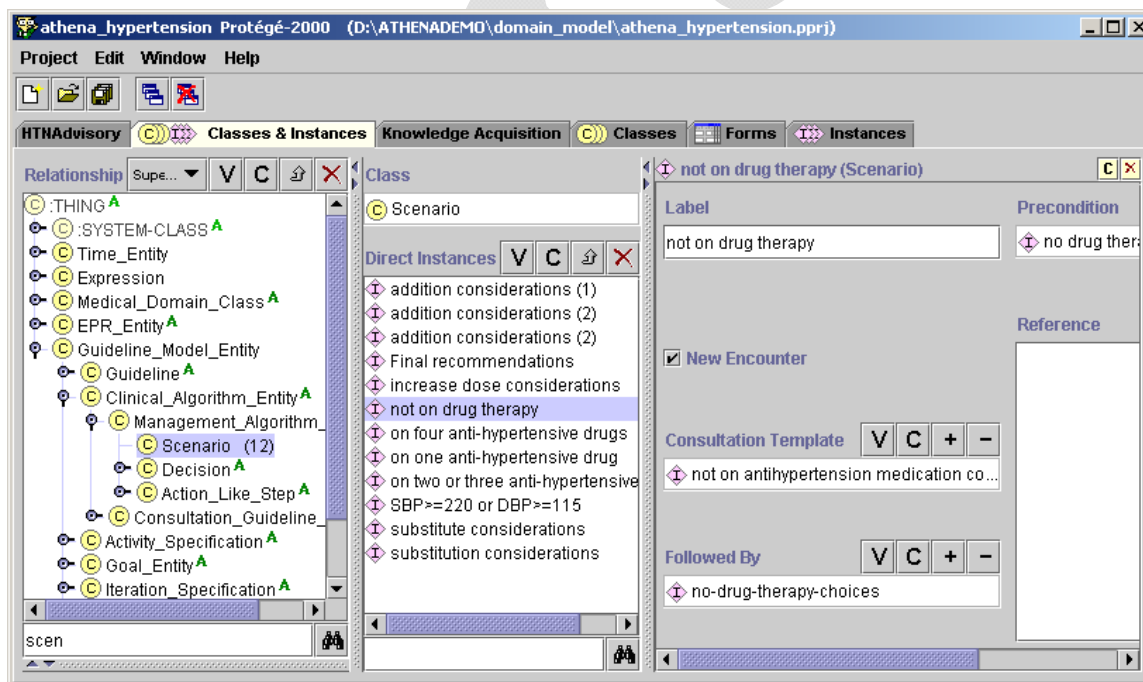 athena_hypertension Protégé-2000 (D:\ATHENADEMO\domain_model\athena_hypertension.pprj)
Project Edit Window Help
HTNAdvisory C I Classes & Instances Knowledge Acquisition C Classes Forms I Instances
Relationship Supe... V C
C :THING A
C :SYSTEM-CLASS A
C Time_Entity
C Expression
C Medical_Domain_Class A
C EPR_Entity A
C Guideline_Model_Entity
C Guideline A
C Clinical_Algorithm_Entity A
C Management_Algorithm_
C Scenario (12)
C Decision A
C Action_Like_Step A
C Consultation_Guideline_
C Activity_Specification A
C Goal_Entity A
C Iteration_Specification A
scen
Class
C Scenario
Direct Instances V C
I addition considerations (1)
I addition considerations (2)
I addition considerations (2)
I Final recommendations
I increase dose considerations
I not on drug therapy
I on four anti-hypertensive drugs
I on one anti-hypertensive drug
I on two or three anti-hypertensive
I SBP>=220 or DBP>=115
I substitute considerations
I substitution considerations
I not on drug therapy (Scenario) C
Label
not on drug therapy
New Encounter
Consultation Template V C + −
I not on antihypertension medication co...
Followed By V C + −
I no-drug-therapy-choices
Precondition
I no drug ther
Reference